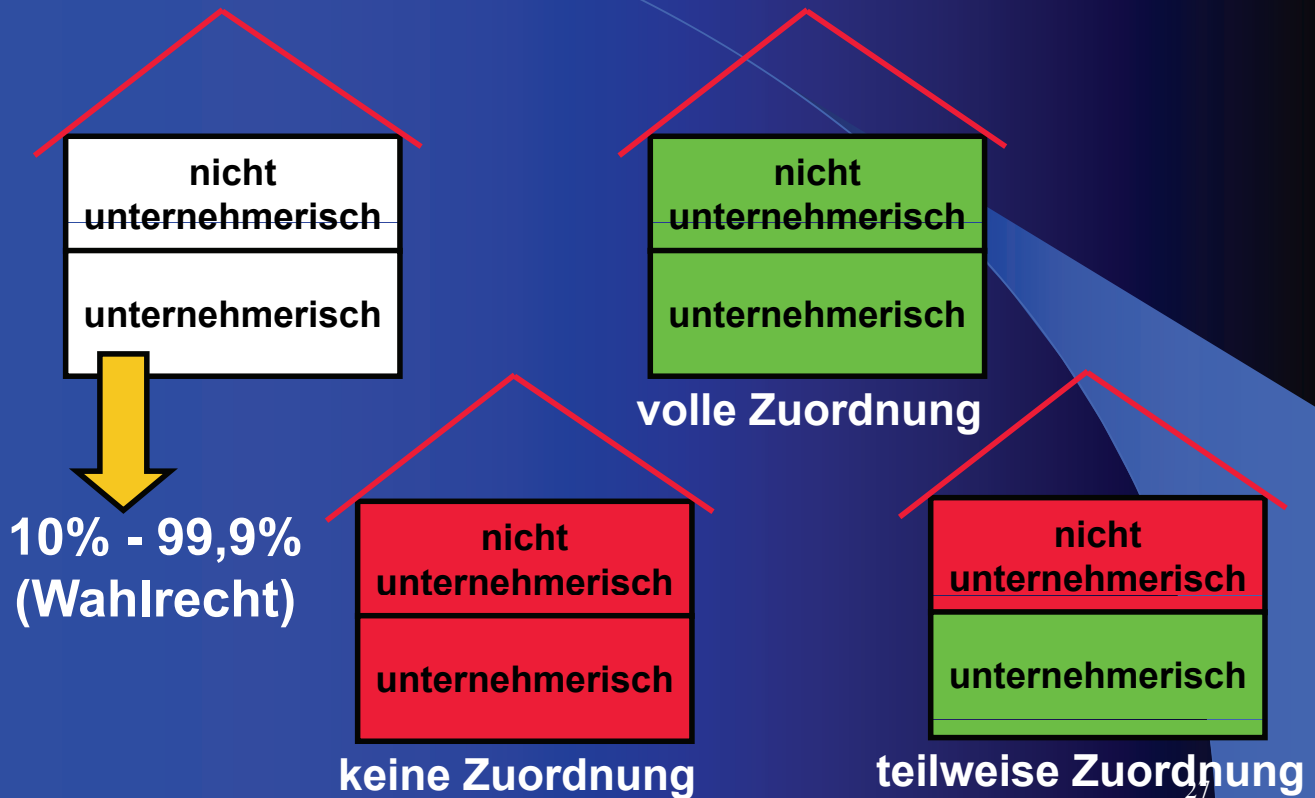 nicht
unternehmerisch
unternehmerisch
10% - 99,9%
(Wahlrecht)
nicht
unternehmerisch
unternehmerisch
volle Zuordnung
nicht
unternehmerisch
unternehmerisch
keine Zuordnung
nicht
unternehmerisch
unternehmerisch
teilweise Zuordnung
27